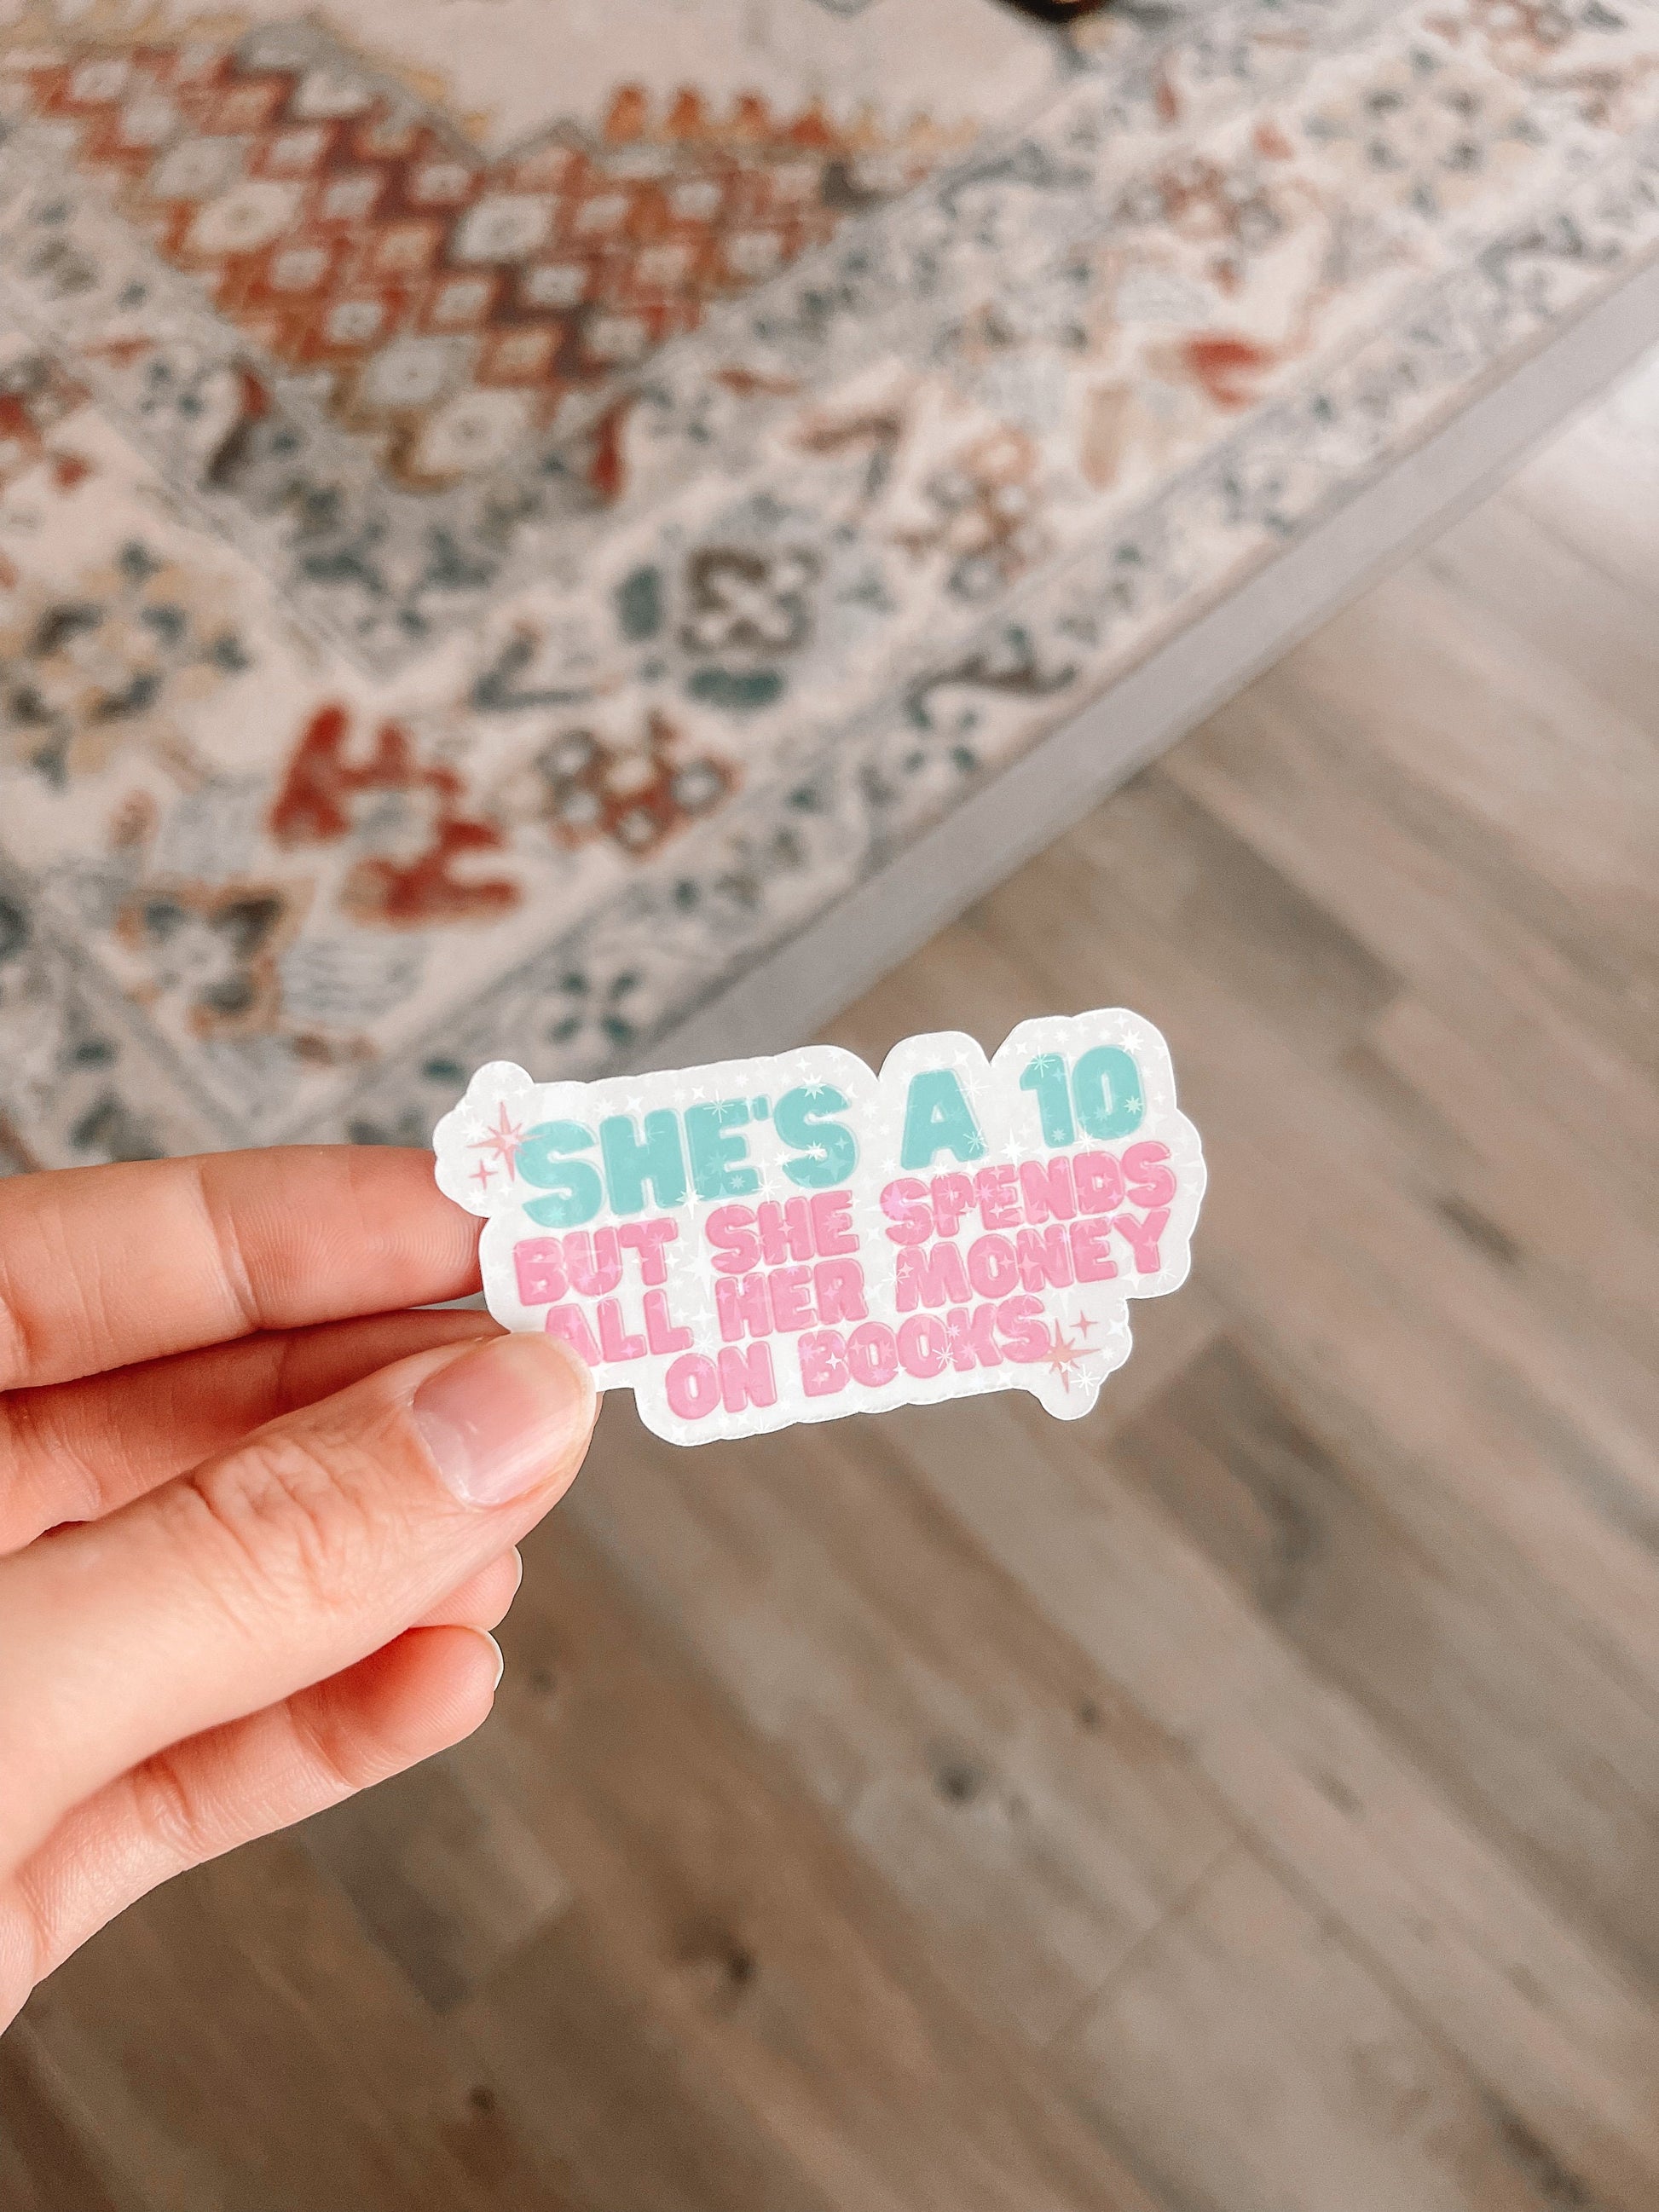 SHE'S A 10
BUT SHE SPENDS
ALL HER MONEY
ON BOOKS